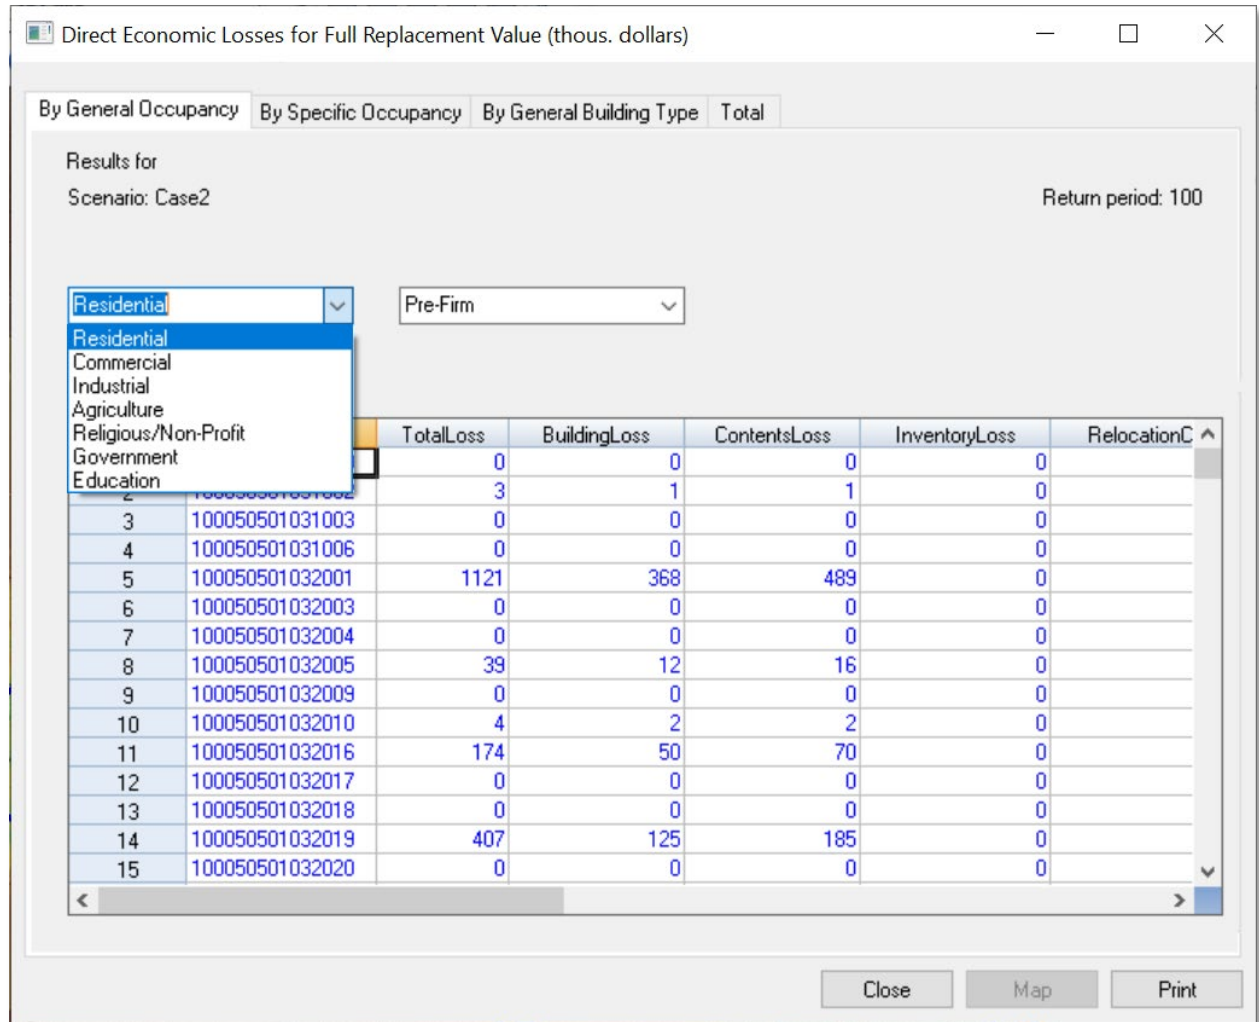 Direct Economic Losses for Full Replacement Value (thous. dollars)
By General Occupancy By Specific Occupancy By General Building Type Total
Results for
Scenario: Case2 Return period: 100
Residential Pre-Firm
Residential
Commercial
Industrial
Agriculture
Religious/Non-Profit
Government
Education
TotalLoss BuildingLoss ContentsLoss InventoryLoss RelocationC
0 0 0 0
2 3 1 1 0
3 100050501031003 0 0 0 0
4 100050501031006 0 0 0 0
5 100050501032001 1121 368 489 0
6 100050501032003 0 0 0 0
7 100050501032004 0 0 0 0
8 100050501032005 39 12 16 0
9 100050501032009 0 0 0 0
10 100050501032010 4 2 2 0
11 100050501032016 174 50 70 0
12 100050501032017 0 0 0 0
13 100050501032018 0 0 0 0
14 100050501032019 407 125 185 0
15 100050501032020 0 0 0 0
Close Map Print